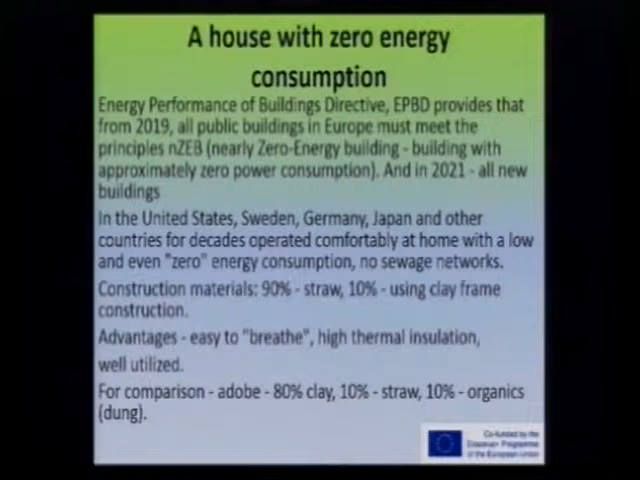 A house with zero energy
consumption
Energy Performance of Buildings Directive, EPBD provides that
from 2019, all public buildings in Europe must meet the
principles nZEB (nearly Zero-Energy building - building with
approximately zero power consumption). And in 2021 - all new
buildings
In the United States, Sweden, Germany, Japan and other
countries for decades operated comfortably at home with a low
and even "zero" energy consumption, no sewage networks.
Construction materials: 90% - straw, 10% - using clay frame
construction.
Advantages - easy to "breathe", high thermal insulation,
well utilized.
For comparison - adobe - 80% clay, 10% - straw, 10% - organics
(dung).
Co-funded by the
Erasmus+ Programme
of the European Union